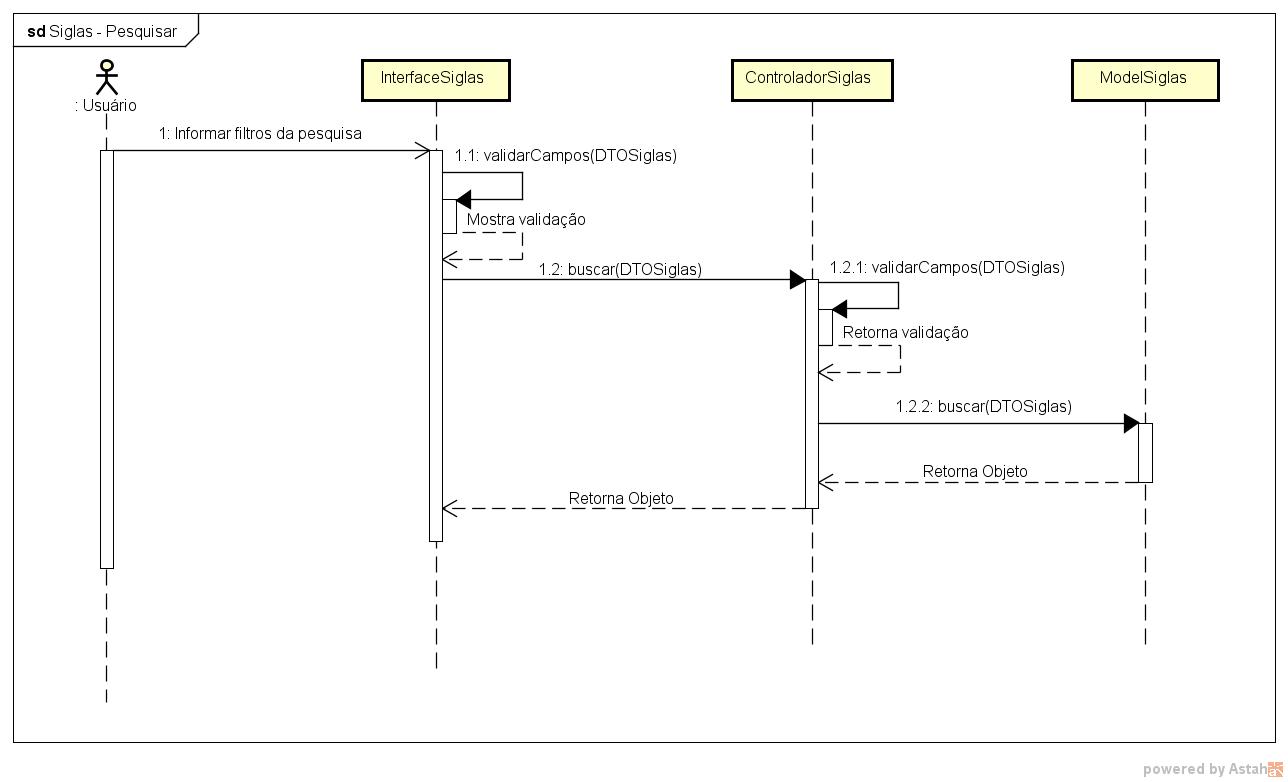 sd Siglas - Pesquisar
: Usuário
InterfaceSiglas
ControladorSiglas
ModelSiglas
1: Informar filtros da pesquisa
1.1: validarCampos(DTOSiglas)
Mostra validação
1.2: buscar(DTOSiglas)
1.2.1: validarCampos(DTOSiglas)
Retorna validação
1.2.2: buscar(DTOSiglas)
Retorna Objeto
Retorna Objeto
powered by Astah